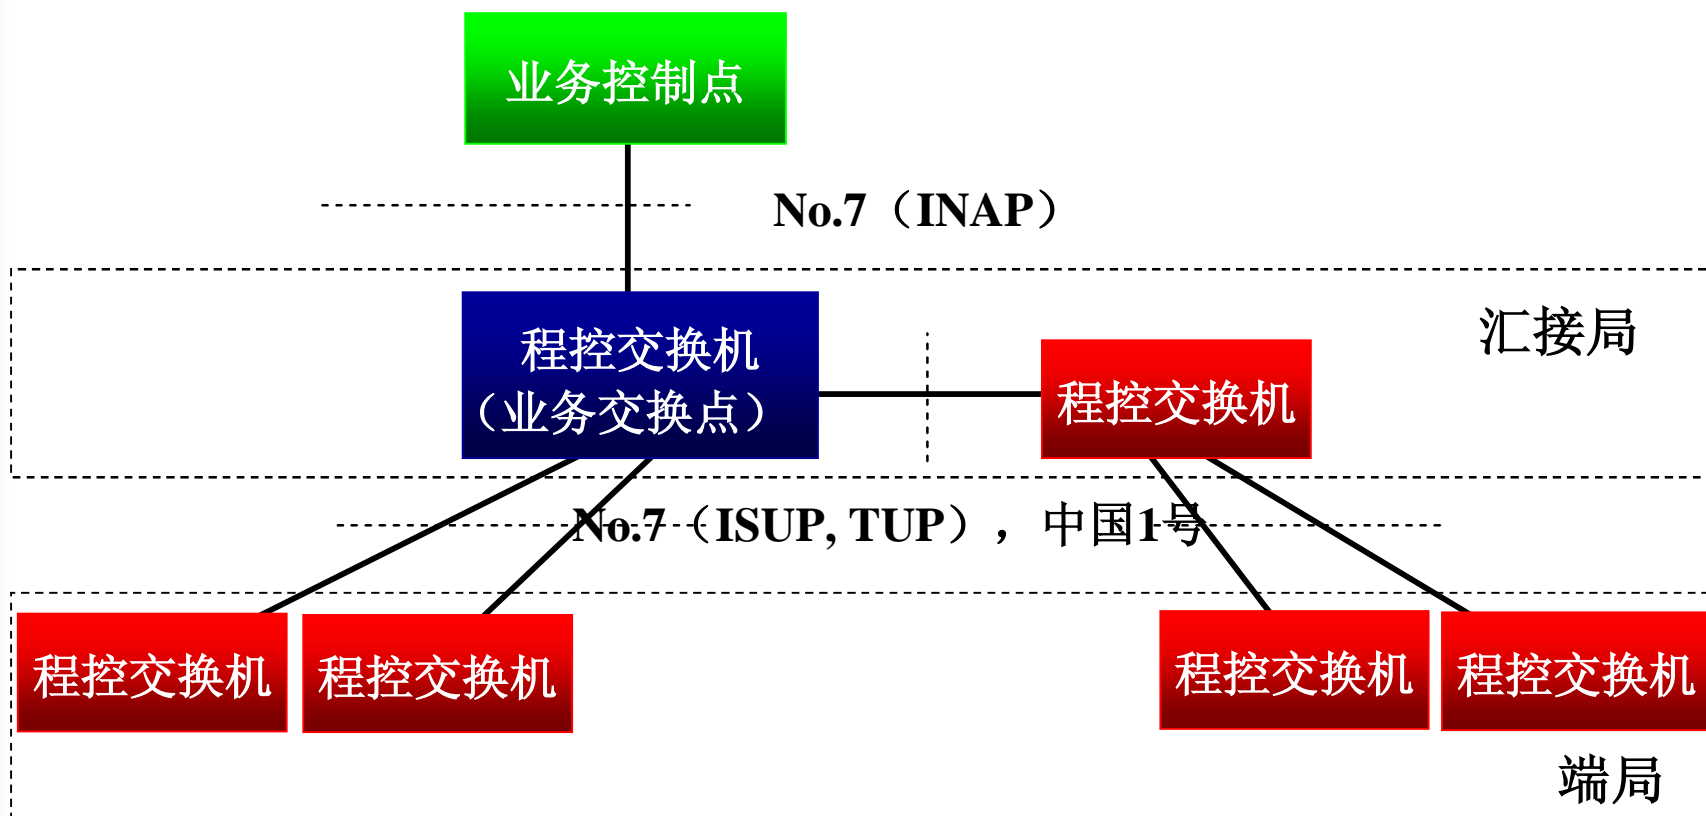 业务控制点
No.7（INAP）
汇接局
程控交换机
（业务交换点）
程控交换机
No.7（ISUP, TUP），中国1号
程控交换机
程控交换机
程控交换机
程控交换机
端局